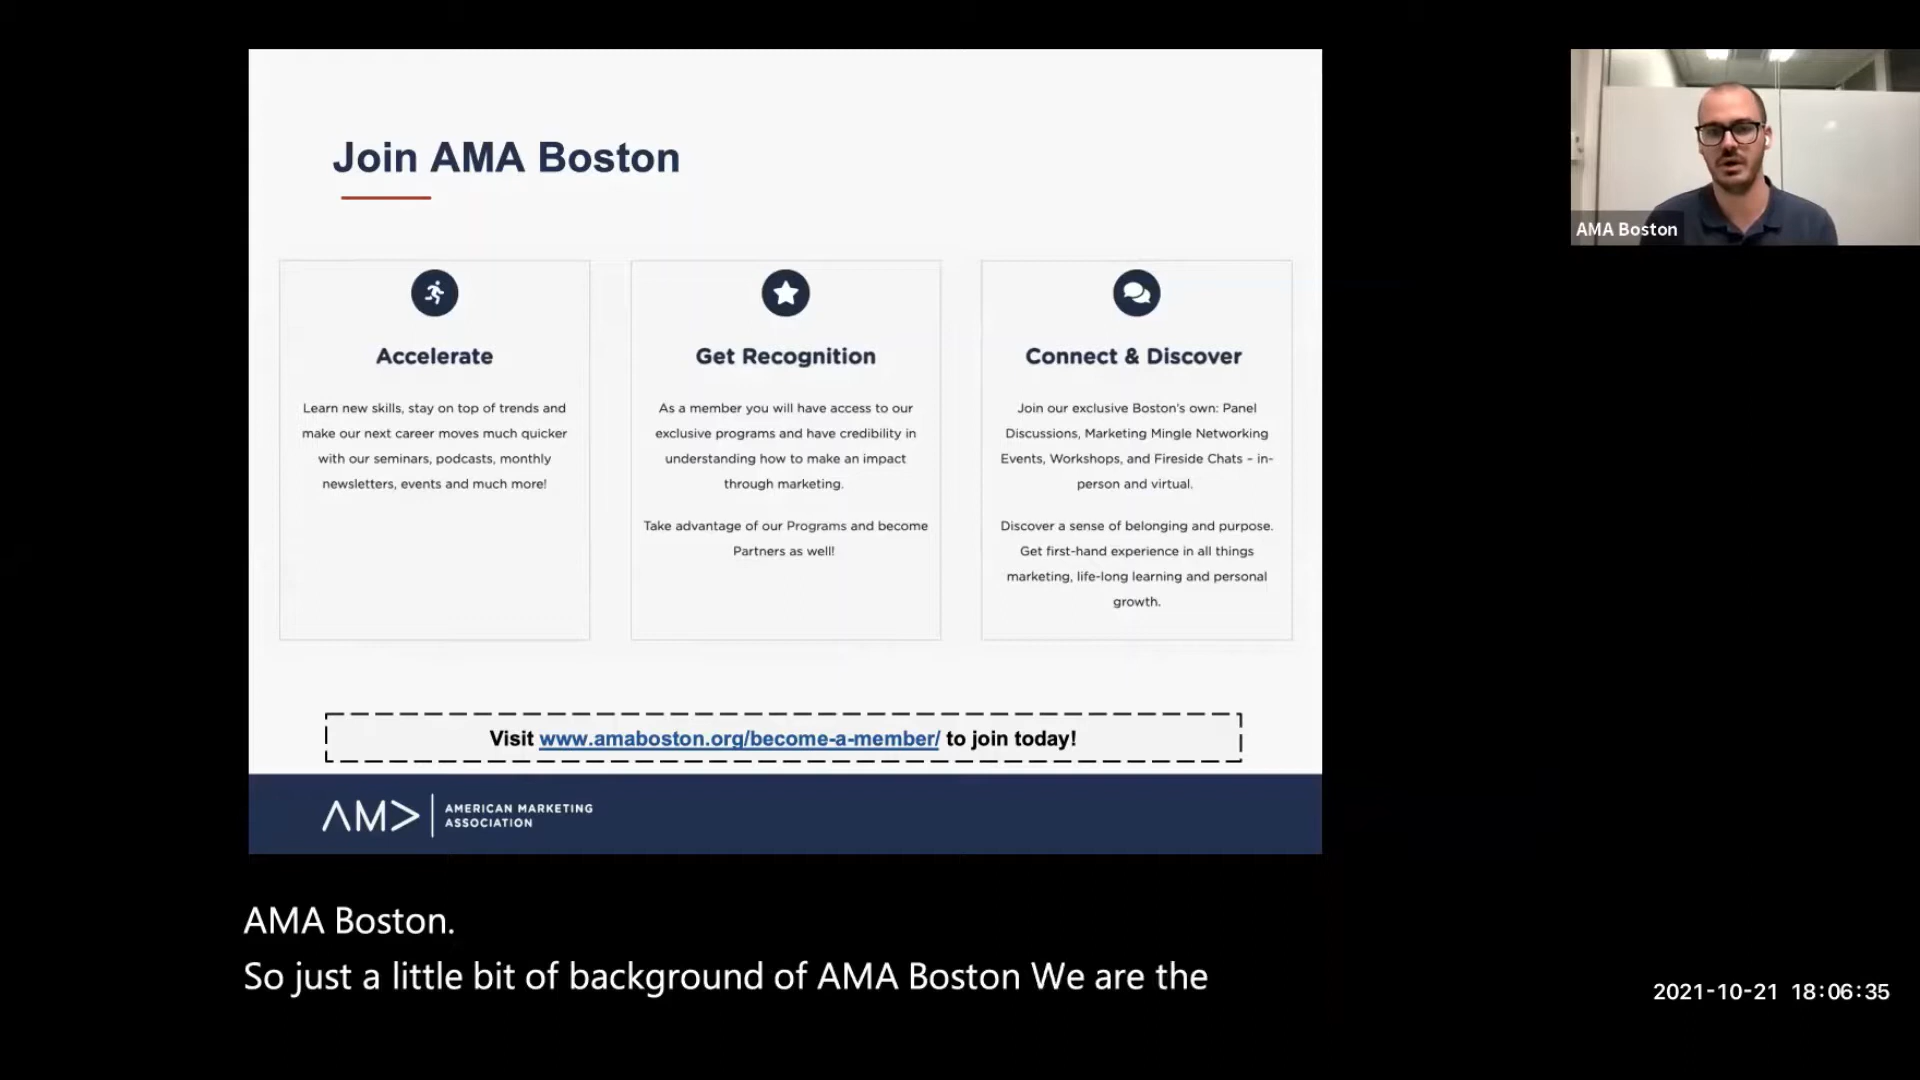 Join AMA Boston
Accelerate
Learn new skills, stay on top of trends and
make our next career moves much quicker
with our seminars, podcasts, monthly
newsletters, events and much more!
Get Recognition
As a member you will have access to our
exclusive programs and have credibility in
understanding how to make an impact
through marketing.
Take advantage of our Programs and become
Partners as well!
Connect & Discover
Join our exclusive Boston's own: Panel
Discussions, Marketing Mingle Networking
Events, Workshops, and Fireside Chats – in-
person and virtual.
Discover a sense of belonging and purpose.
Get first-hand experience in all things
marketing, life-long learning and personal
growth.
Visit www.amaboston.org/become-a-member/ to join today!
AMA
AMERICAN MARKETING
ASSOCIATION
AMA Boston
AMA Boston.
So just a little bit of background of AMA Boston We are the
2021-10-21 18:06:35